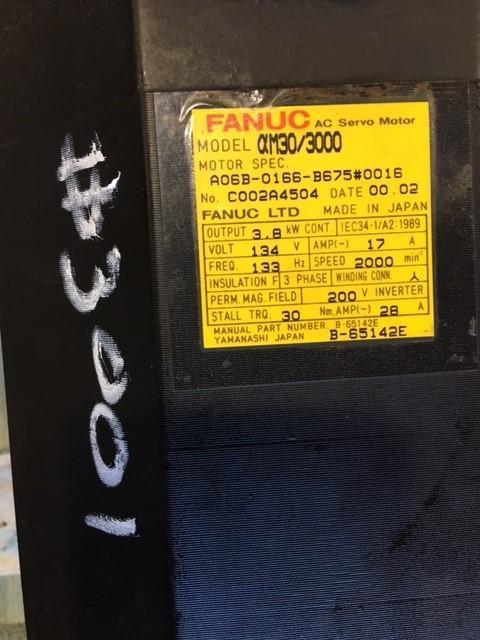 FANUC AC Servo Motor
MODEL αM30/3000
MOTOR SPEC.
A06B-0166-B675#0016
No. C002A4504 DATE 00.02
FANUC LTD MADE IN JAPAN
OUTPUT 3.8 kW CONT. IEC34-1/A2:1989
VOLT 134 V AMP(~) 17 A
FREQ. 133 Hz SPEED 2000 min⁻¹
INSULATION F 3 PHASE WINDING CONN. 人
PERM. MAG. FIELD 200 V INVERTER
STALL TRQ. 30 Nm, AMP(~) 28 A
MANUAL PART NUMBER B-65142E
YAMANASHI JAPAN B-65142E
#3001